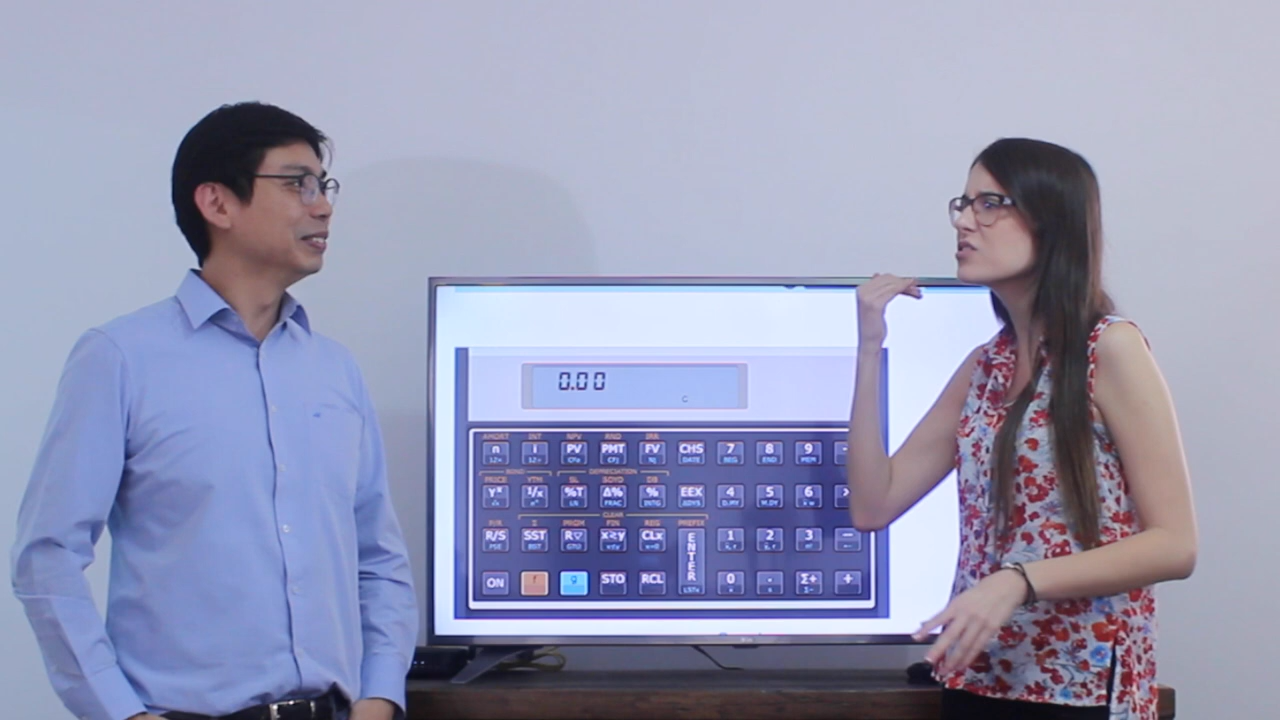 0.00
C
AMORT INT NPV RND IRR
n i PV PMT FV CHS 7 8 9
12× 12÷ CFo CFj Nj DATE BEG END MEM
BOND DEPRECIATION
PRICE YTM SL SOYD DB
Yˣ 1/x %T Δ% % EEX 4 5 6
LN FRAC INTG ΔDYS D.MY M.DY
CLEAR
P/R Σ PRGM FIN REG PREFIX
R/S SST R▽ x≷y CLx ENTER 1 2 3 −
PSE BST GTO x≤y x=0
ON f g STO RCL 0 . Σ+ +
LSTx Σ−